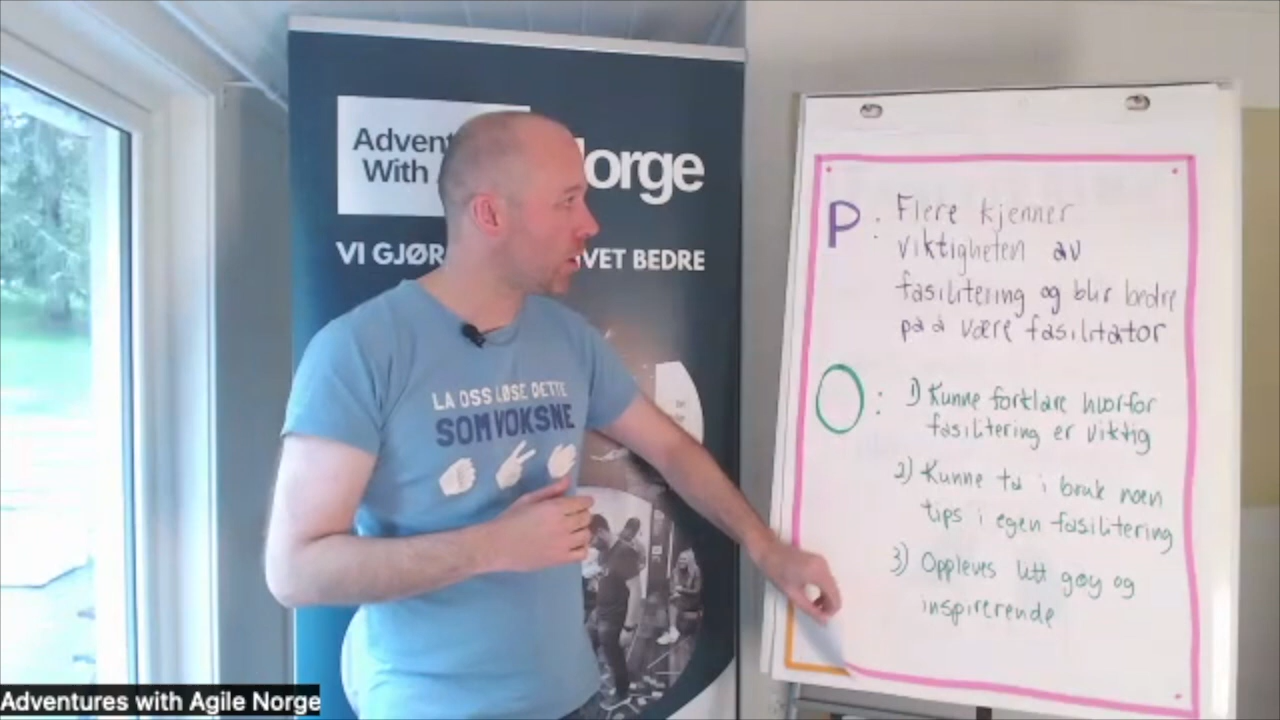 Advent
With
Norge
VI GJØR
VET BEDRE
LA OSS LØSE DETTE
SOM VOKSNE
P: Flere kjenner
viktigheten av
fasilitering og blir bedre
på å være fasilitator
O: 1) Kunne forklare hvorfor
fasilitering er viktig
2) Kunne ta i bruk noen
tips i egen fasilitering
3) Oppleves litt gøy og
inspirerende
Adventures with Agile Norge